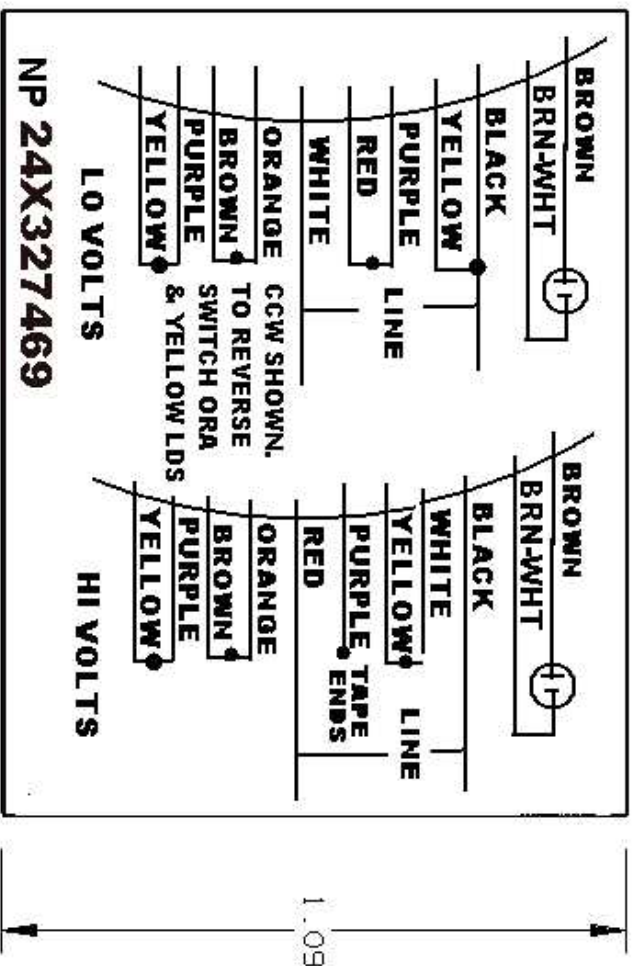 BROWN
BRN-WHT
BLACK
YELLOW
PURPLE
RED
WHITE
ORANGE
BROWN
PURPLE
YELLOW
LINE
CCW SHOWN.
TO REVERSE
SWITCH ORA
& YELLOW LDS
LO VOLTS
BROWN
BRN-WHT
BLACK
WHITE
YELLOW
PURPLE TAPE
ENDS
RED
ORANGE
BROWN
PURPLE
YELLOW
LINE
HI VOLTS
NP 24X327469
1.09